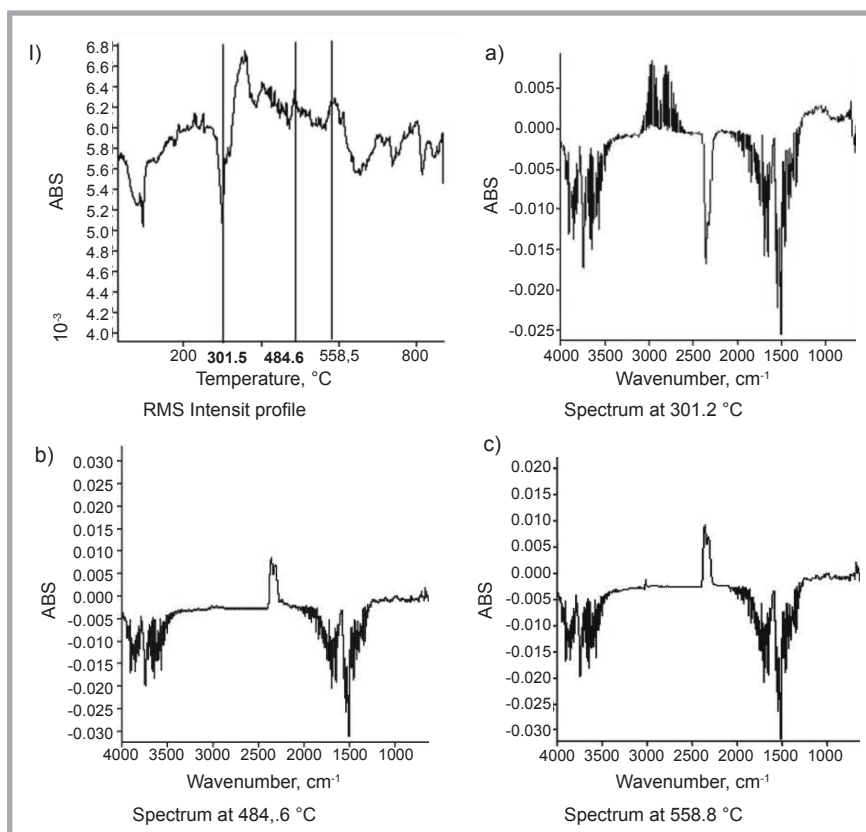 I)
6.8
6.6
6.4
6.2
6.0
5.8
5.6
5.4
5.2
5.0
4.8
4.6
4.4
4.2
4.0
ABS
10-3
200 301.5 484.6 558,5 800
Temperature, °C
RMS Intensit profile
a)
0.005
0.000
-0.005
-0.010
-0.015
-0.020
-0.025
ABS
4000 3500 3000 2500 2000 1500 1000
Wavenumber, cm-1
Spectrum at 301.2 °C
b)
0.030
0.025
0.020
0.015
0.010
0.005
0.000
-0.005
-0.010
-0.015
-0.020
-0.025
-0.030
ABS
4000 3500 3000 2500 2000 1500 1000
Wavenumber, cm-1
Spectrum at 484,.6 °C
c)
0.020
0.015
0.010
0.005
0.000
-0.005
-0.010
-0.015
-0.020
-0.025
-0.030
ABS
4000 3500 3000 2500 2000 1500 1000
Wavenumber, cm-1
Spectrum at 558.8 °C